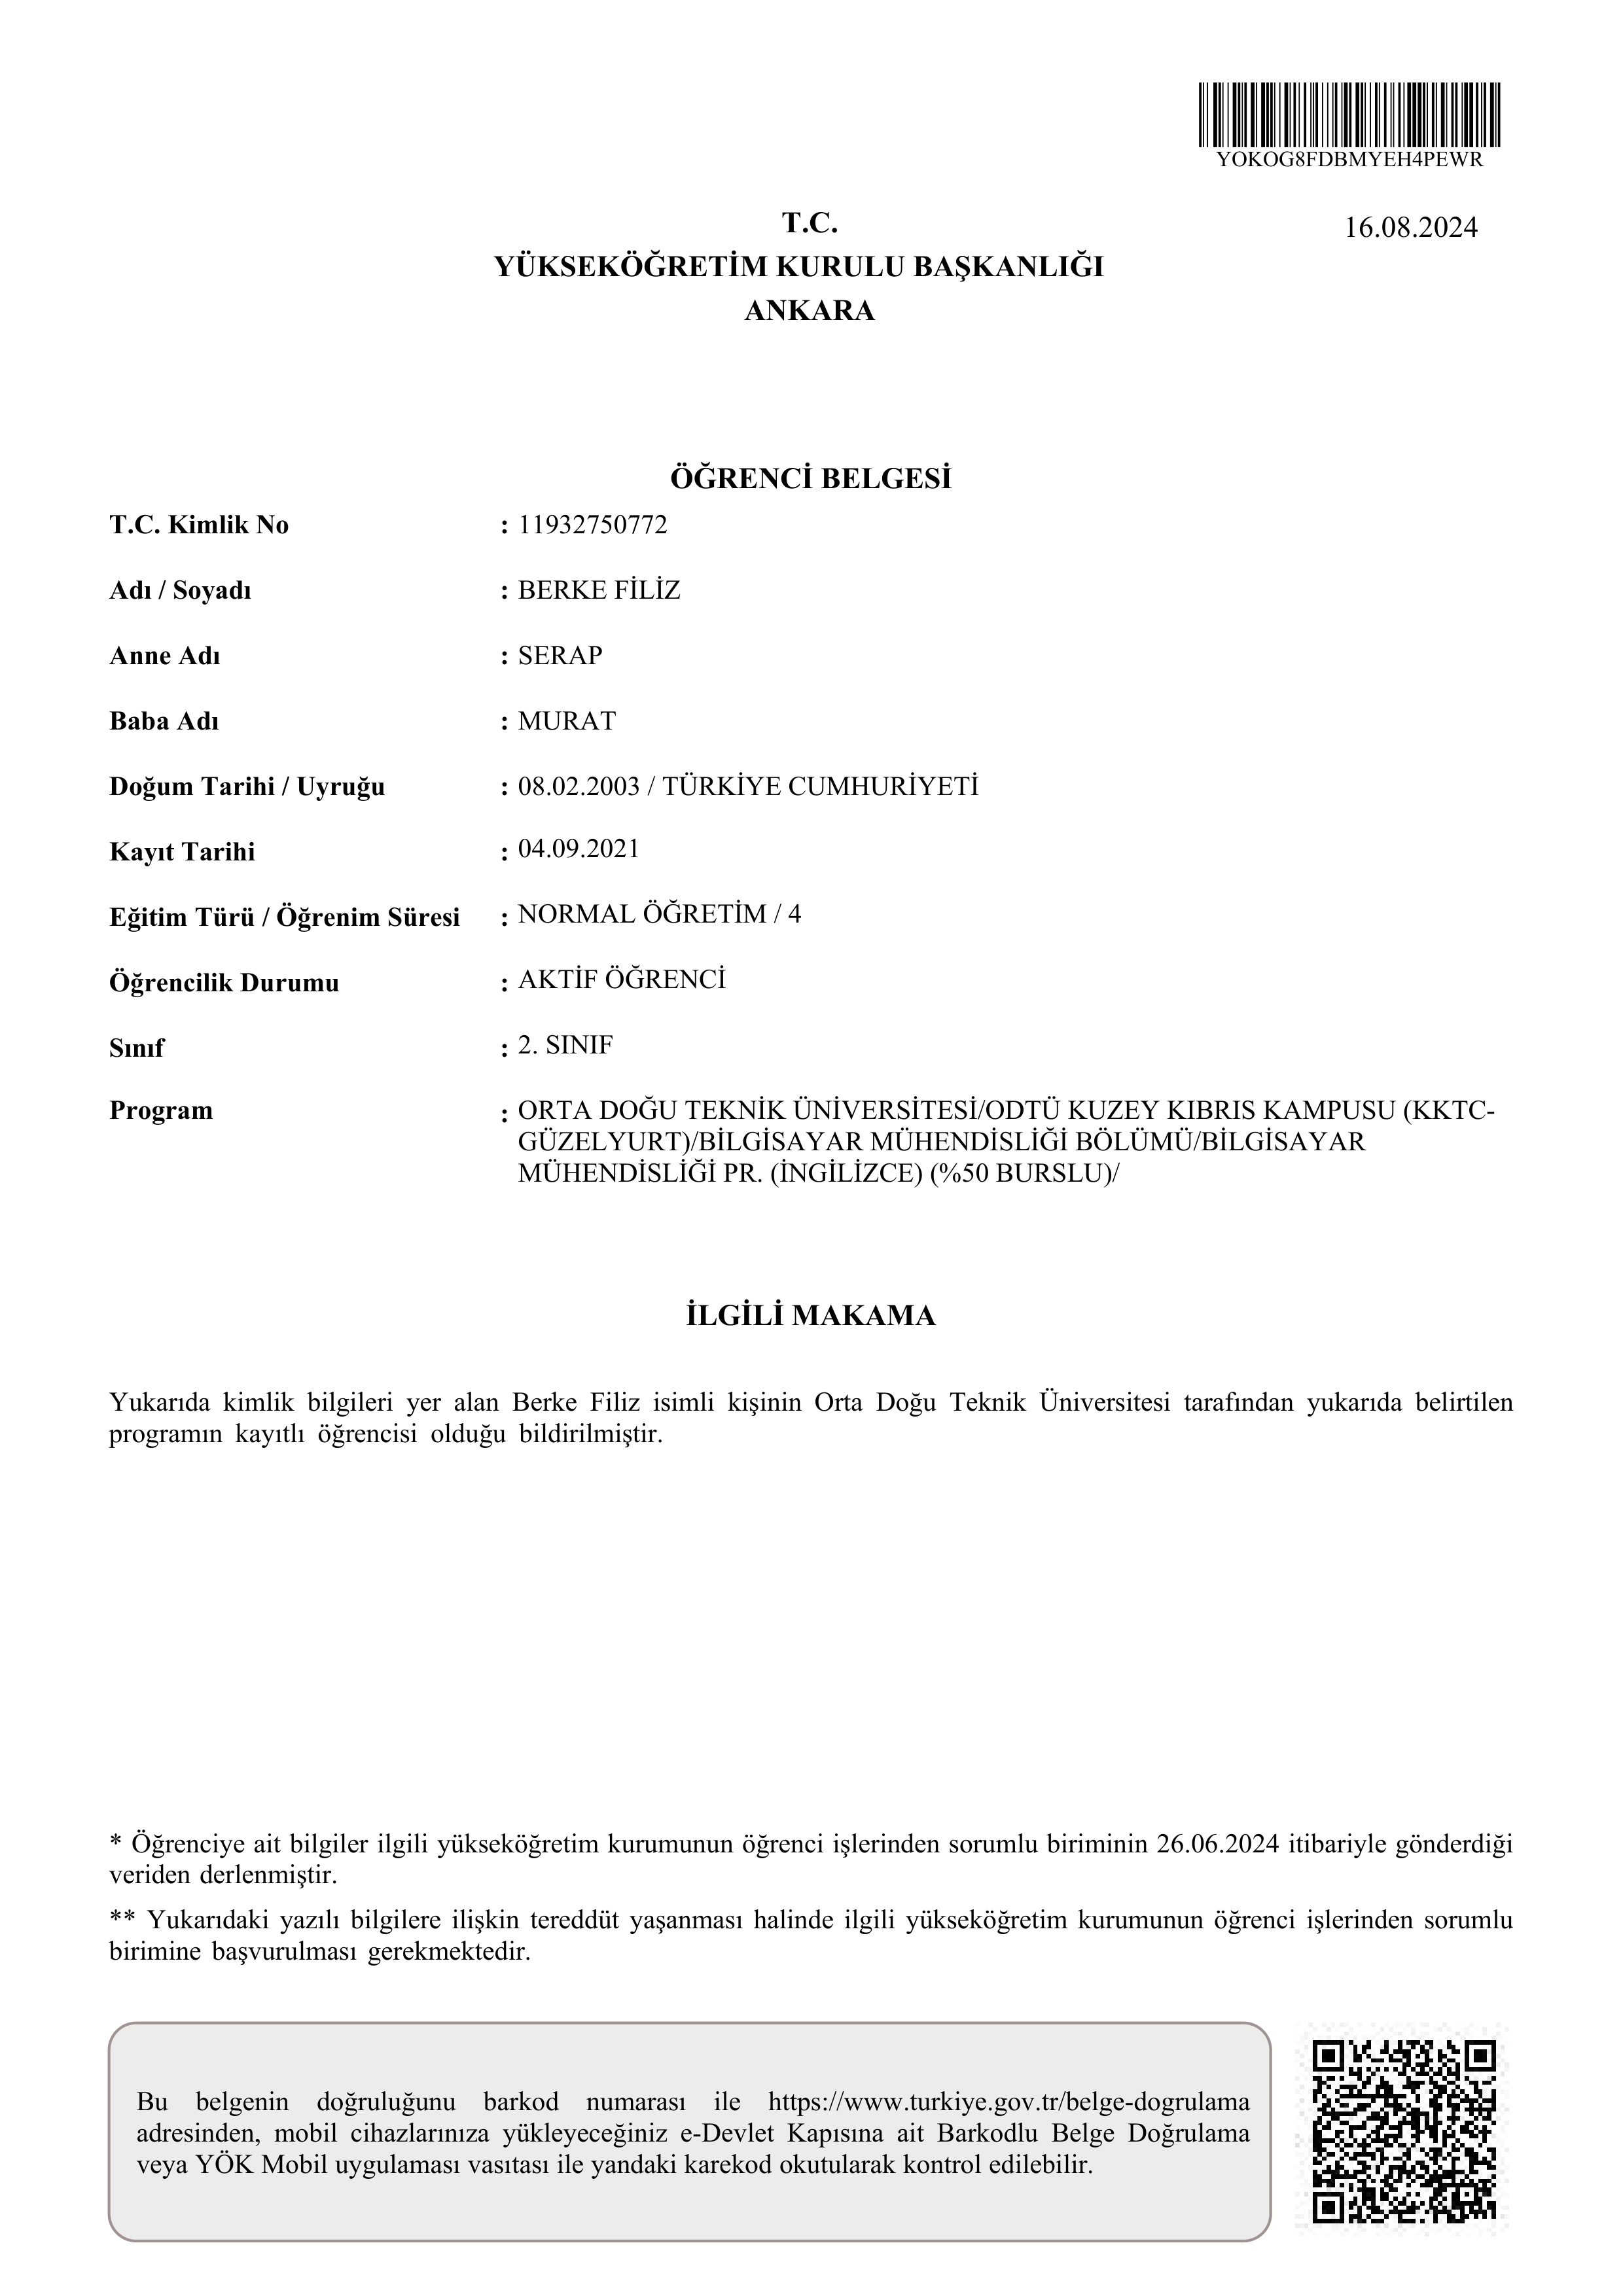 YOKOG8FDBMYEH4PEWR
T.C.
16.08.2024
YÜKSEKÖĞRETİM KURULU BAŞKANLIĞI
ANKARA
ÖĞRENCİ BELGESİ
T.C. Kimlik No : 11932750772
Adı / Soyadı : BERKE FİLİZ
Anne Adı : SERAP
Baba Adı : MURAT
Doğum Tarihi / Uyruğu : 08.02.2003 / TÜRKİYE CUMHURİYETİ
Kayıt Tarihi : 04.09.2021
Eğitim Türü / Öğrenim Süresi : NORMAL ÖĞRETİM / 4
Öğrencilik Durumu : AKTİF ÖĞRENCİ
Sınıf : 2. SINIF
Program : ORTA DOĞU TEKNİK ÜNİVERSİTESİ/ODTÜ KUZEY KIBRIS KAMPUSU (KKTC-
GÜZELYURT)/BİLGİSAYAR MÜHENDİSLİĞİ BÖLÜMÜ/BİLGİSAYAR
MÜHENDİSLİĞİ PR. (İNGİLİZCE) (%50 BURSLU)/
İLGİLİ MAKAMA
Yukarıda kimlik bilgileri yer alan Berke Filiz isimli kişinin Orta Doğu Teknik Üniversitesi tarafından yukarıda belirtilen
programın kayıtlı öğrencisi olduğu bildirilmiştir.
* Öğrenciye ait bilgiler ilgili yükseköğretim kurumunun öğrenci işlerinden sorumlu biriminin 26.06.2024 itibariyle gönderdiği
veriden derlenmiştir.
** Yukarıdaki yazılı bilgilere ilişkin tereddüt yaşanması halinde ilgili yükseköğretim kurumunun öğrenci işlerinden sorumlu
birimine başvurulması gerekmektedir.
Bu belgenin doğruluğunu barkod numarası ile https://www.turkiye.gov.tr/belge-dogrulama
adresinden, mobil cihazlarınıza yükleyeceğiniz e-Devlet Kapısına ait Barkodlu Belge Doğrulama
veya YÖK Mobil uygulaması vasıtası ile yandaki karekod okutularak kontrol edilebilir.